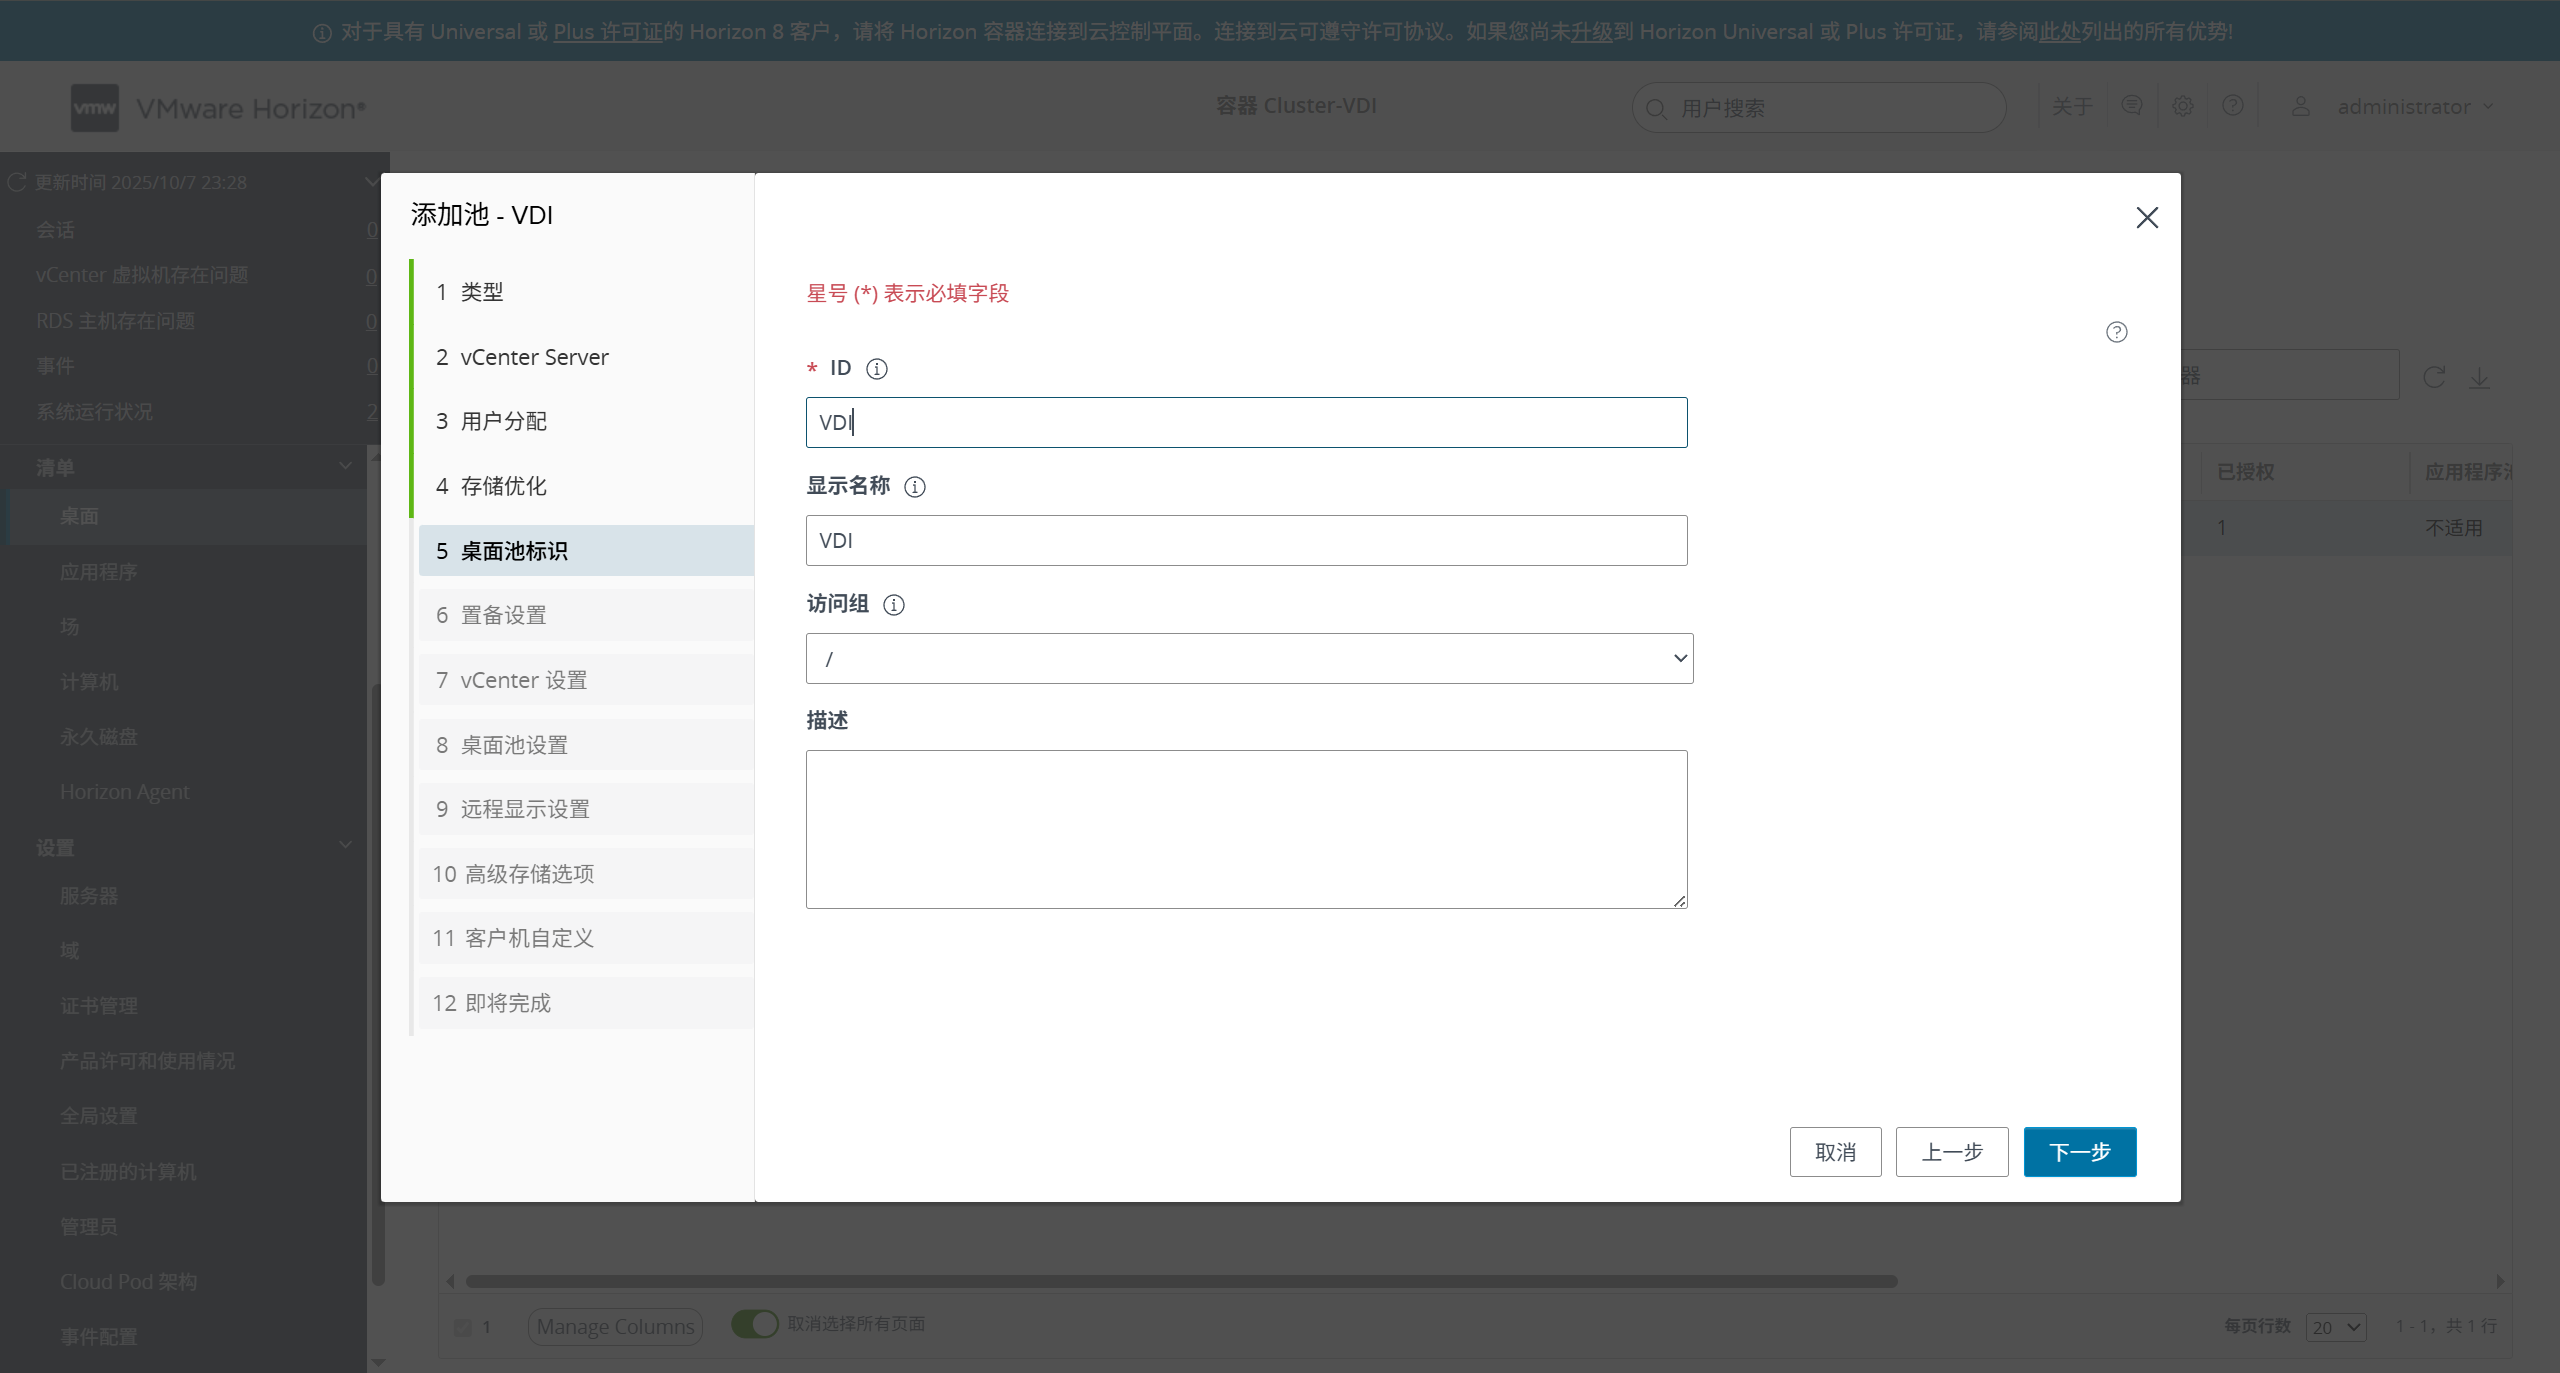 对于具有 Universal 或 Plus 许可证的 Horizon 8 客户，请将 Horizon 容器连接到云控制平面。连接到云可遵守许可协议。如果您尚未升级到 Horizon Universal 或 Plus 许可证，请参阅此处列出的所有优势!
vmw VMware Horizon®
容器 Cluster-VDI
用户搜索
关于
administrator
更新时间 2025/10/7 23:28
会话 0
vCenter 虚拟机存在问题 0
RDS 主机存在问题 0
事件 0
系统运行状况 2
清单
桌面
应用程序
场
计算机
永久磁盘
Horizon Agent
设置
服务器
域
证书管理
产品许可和使用情况
全局设置
已注册的计算机
管理员
Cloud Pod 架构
事件配置
添加池 - VDI
1 类型
2 vCenter Server
3 用户分配
4 存储优化
5 桌面池标识
6 置备设置
7 vCenter 设置
8 桌面池设置
9 远程显示设置
10 高级存储选项
11 客户机自定义
12 即将完成
星号 (*) 表示必填字段
* ID
VDI
显示名称
VDI
访问组
/
描述
取消
上一步
下一步
器
已授权
应用程序池
1
不适用
1
Manage Columns
取消选择所有页面
每页行数
20
1 - 1，共 1 行